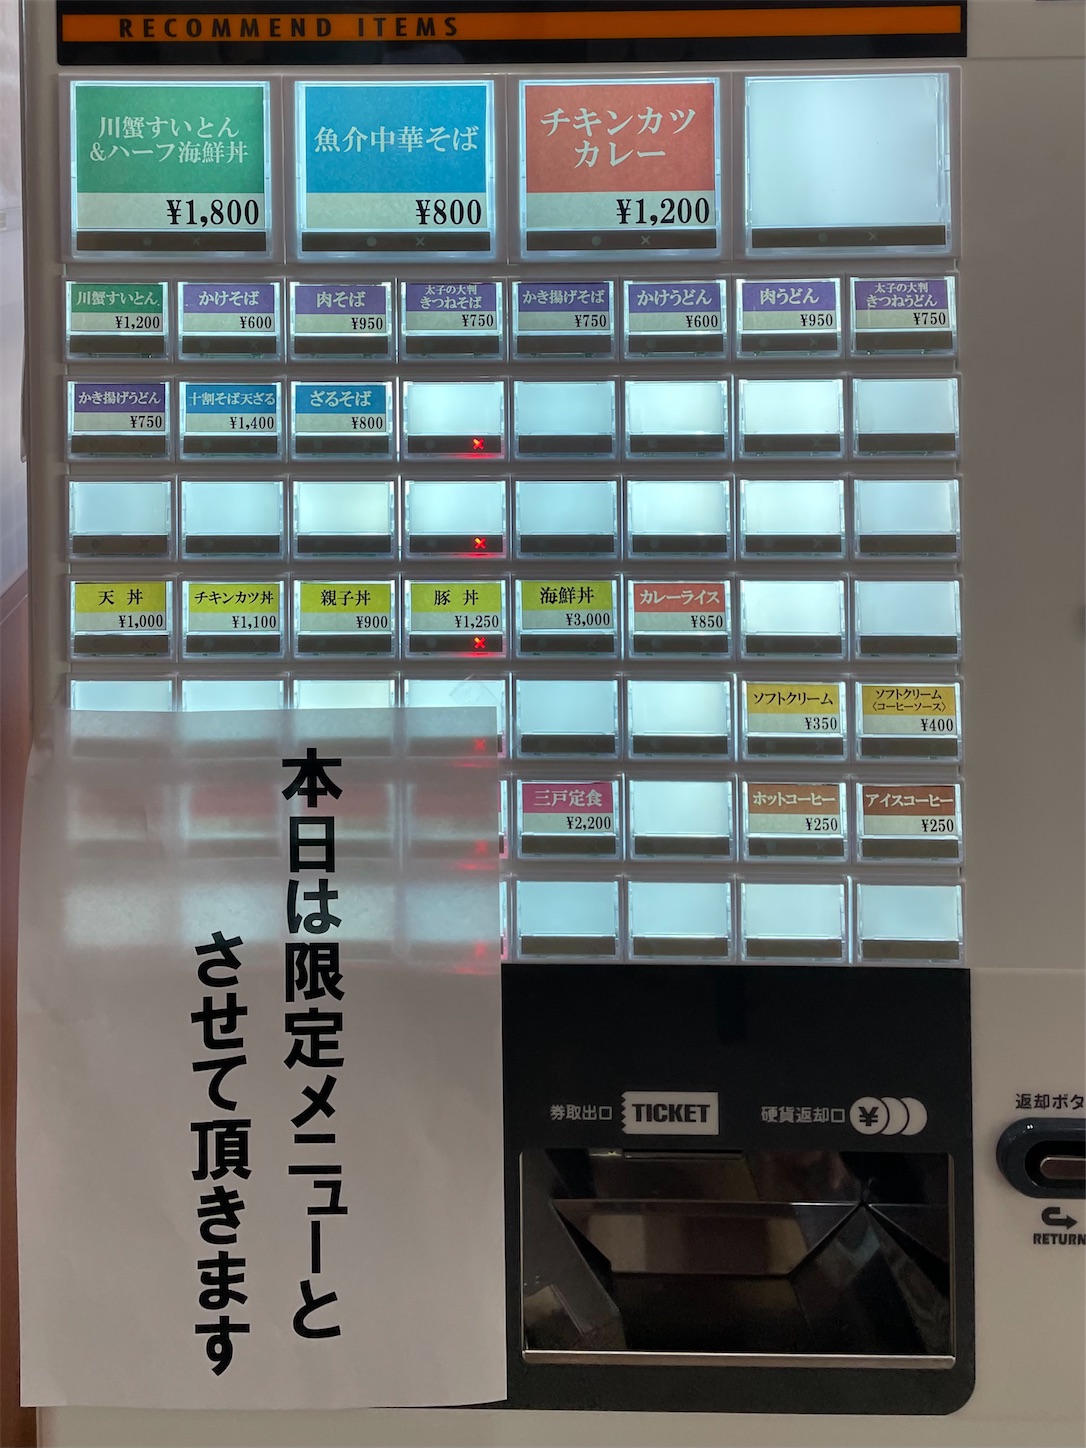 RECOMMEND ITEMS
川蟹すいとん
&ハーフ海鮮丼
¥1,800
魚介中華そば
¥800
チキンカツ
カレー
¥1,200
川蟹すいとん
¥1,200
かけそば
¥600
肉そば
¥950
太子の大判
きつねそば
¥750
かき揚げそば
¥750
かけうどん
¥600
肉うどん
¥950
太子の大判
きつねうどん
¥750
かき揚げうどん
¥750
十割そば天ざる
¥1,400
ざるそば
¥800
天 丼
¥1,000
チキンカツ丼
¥1,100
親子丼
¥900
豚 丼
¥1,250
海鮮丼
¥3,000
カレーライス
¥850
ソフトクリーム
¥350
ソフトクリーム
〈コーヒーソース〉
¥400
三戸定食
¥2,200
ホットコーヒー
¥250
アイスコーヒー
¥250
本日は限定メニューと
させて頂きます
券取出口 TICKET
硬貨返却口 ¥
返却ボタ
RETURN